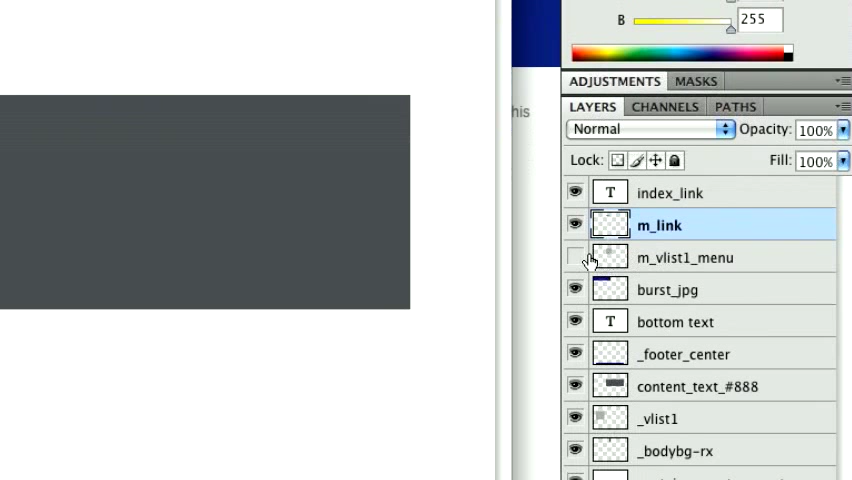 B 255
ADJUSTMENTS MASKS
his
LAYERS CHANNELS PATHS
Normal Opacity: 100%
Lock: Fill: 100%
T index_link
m_link
m_vlist1_menu
burst_jpg
T bottom text
_footer_center
content_text_#888
_vlist1
_bodybg-rx